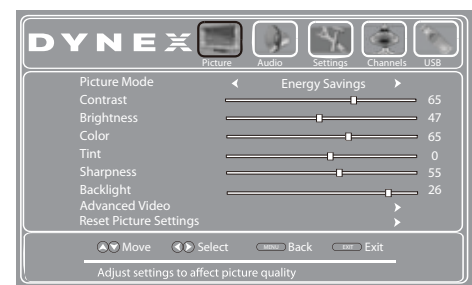 DYNEX
Picture Audio Settings Channels USB
Picture Mode Energy Savings
Contrast 65
Brightness 47
Color 65
Tint 0
Sharpness 55
Backlight 26
Advanced Video
Reset Picture Settings
Move Select MENU Back EXIT Exit
Adjust settings to affect picture quality